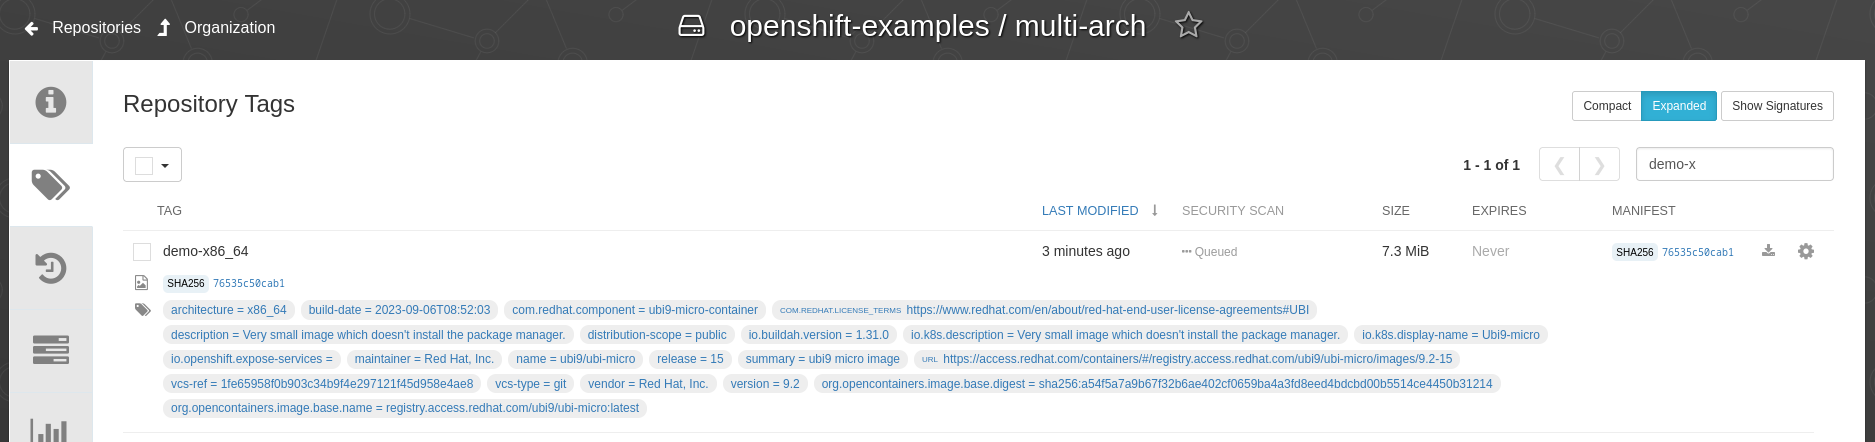 Repositories Organization openshift-examples / multi-arch
Repository Tags Compact Expanded Show Signatures
1 - 1 of 1 demo-x
TAG LAST MODIFIED SECURITY SCAN SIZE EXPIRES MANIFEST
demo-x86_64 3 minutes ago Queued 7.3 MiB Never SHA256 76535c50cab1
SHA256 76535c50cab1
architecture = x86_64 build-date = 2023-09-06T08:52:03 com.redhat.component = ubi9-micro-container COM.REDHAT.LICENSE_TERMS https://www.redhat.com/en/about/red-hat-end-user-license-agreements#UBI
description = Very small image which doesn't install the package manager. distribution-scope = public io.buildah.version = 1.31.0 io.k8s.description = Very small image which doesn't install the package manager. io.k8s.display-name = Ubi9-micro
io.openshift.expose-services = maintainer = Red Hat, Inc. name = ubi9/ubi-micro release = 15 summary = ubi9 micro image URL https://access.redhat.com/containers/#/registry.access.redhat.com/ubi9/ubi-micro/images/9.2-15
vcs-ref = 1fe65958f0b903c34b9f4e297121f45d958e4ae8 vcs-type = git vendor = Red Hat, Inc. version = 9.2 org.opencontainers.image.base.digest = sha256:a54f5a7a9b67f32b6ae402cf0659ba4a3fd8eed4bdcbd00b5514ce4450b31214
org.opencontainers.image.base.name = registry.access.redhat.com/ubi9/ubi-micro:latest